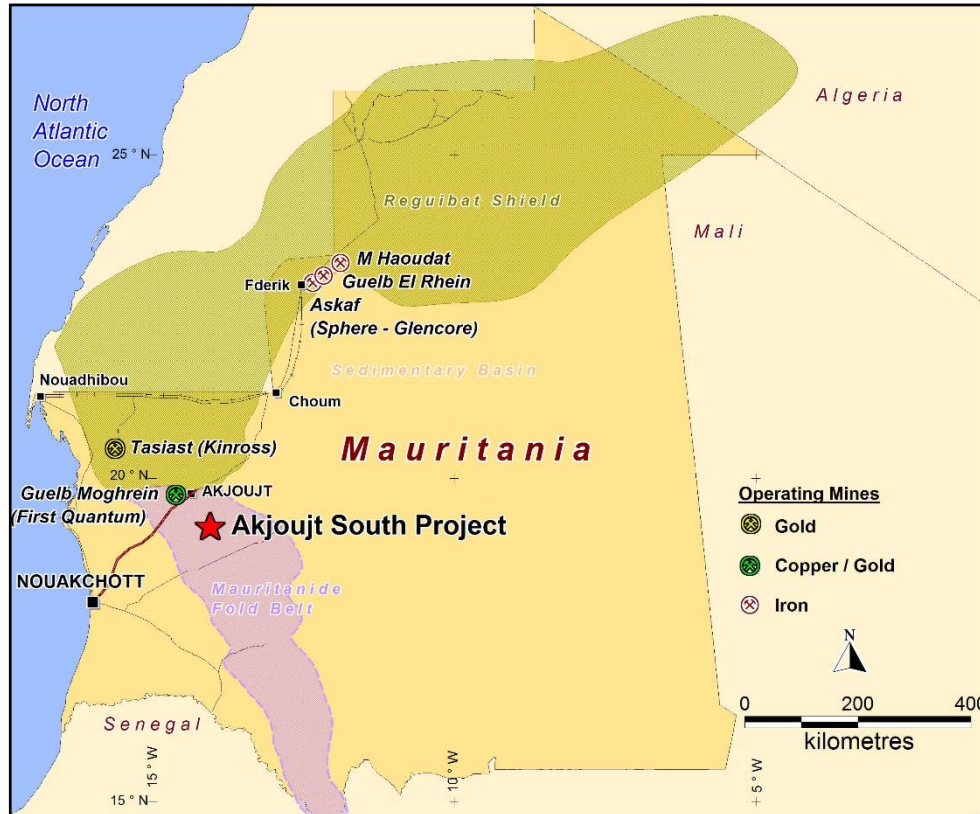 North
Atlantic
Ocean
Algeria
25 ° N
Reguibat Shield
Mali
M Haoudat
Fderik
Guelb El Rhein
Askaf
(Sphere - Glencore)
Sedimentary Basin
Nouadhibou
Choum
Mauritania
Tasiast (Kinross)
20 ° N
Guelb Moghrein
(First Quantum)
AKJOUJT
Akjoujt South Project
Operating Mines
Gold
Copper / Gold
Iron
NOUAKCHOTT
Mauritanide
Fold Belt
N
0 200 400
kilometres
Senegal
15 ° W
10 ° W
5 ° W
15 ° N